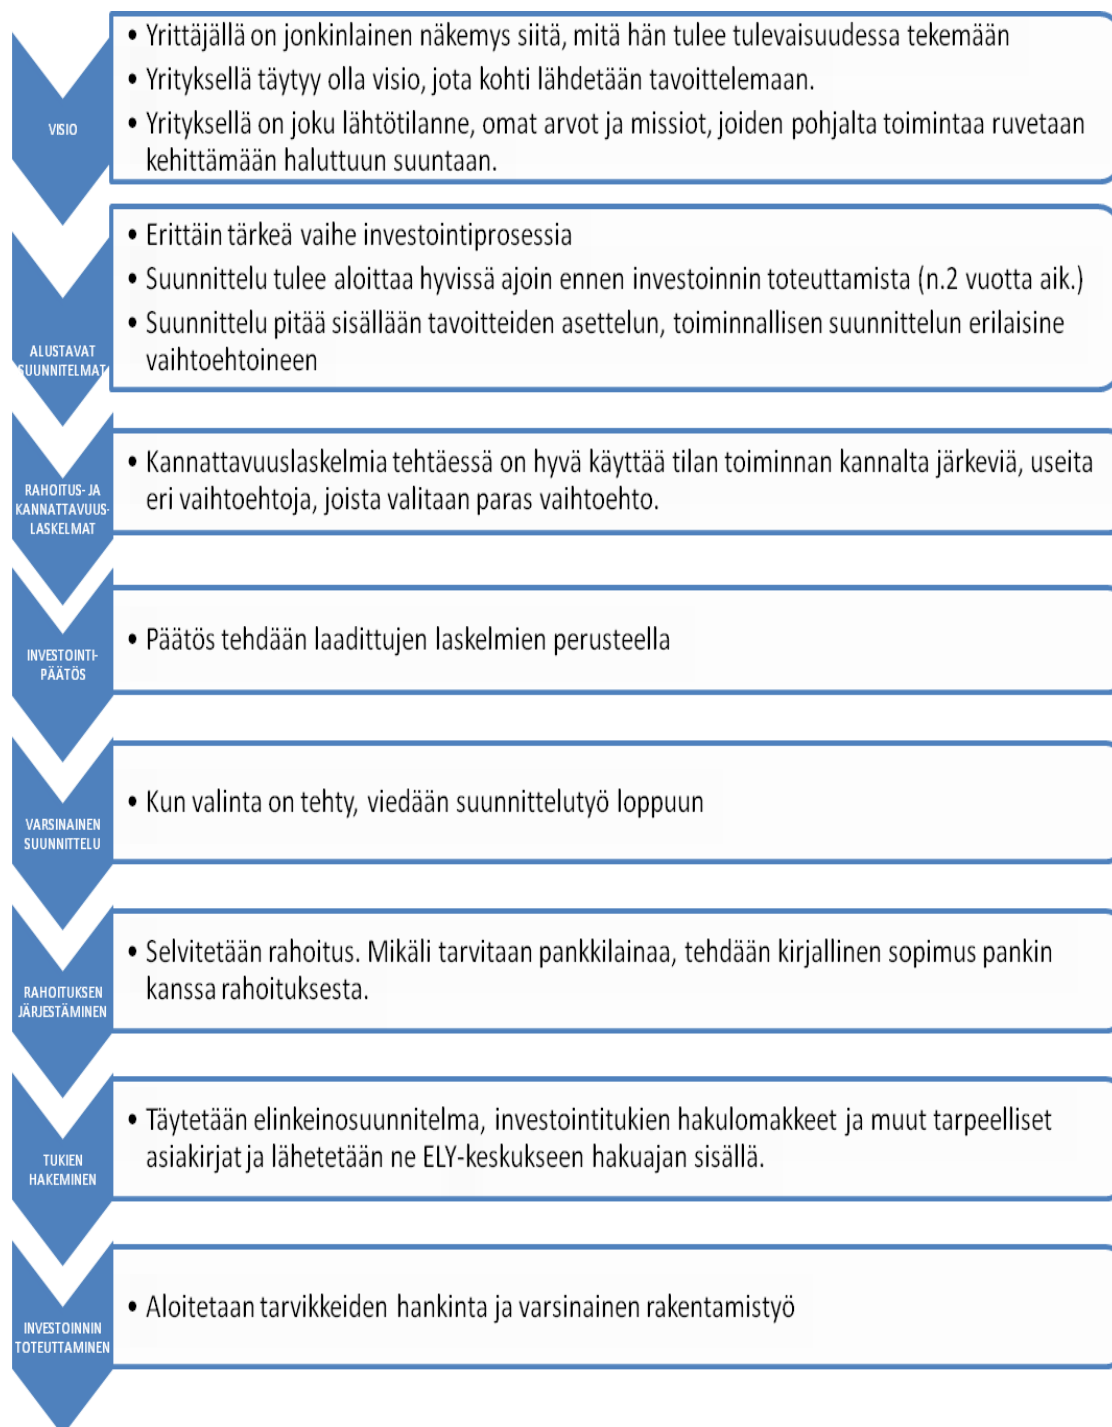 VISIO
• Yrittäjällä on jonkinlainen näkemys siitä, mitä hän tulee tulevaisuudessa tekemään
• Yrityksellä täytyy olla visio, jota kohti lähdetään tavoittelemaan.
• Yrityksellä on joku lähtötilanne, omat arvot ja missiot, joiden pohjalta toimintaa ruvetaan
kehittämään haluttuun suuntaan.
ALUSTAVAT
SUUNNITELMAT
• Erittäin tärkeä vaihe investointiprosessia
• Suunnittelu tulee aloittaa hyvissä ajoin ennen investoinnin toteuttamista (n.2 vuotta aik.)
• Suunnittelu pitää sisällään tavoitteiden asettelun, toiminnallisen suunnittelun erilaisine
vaihtoehtoineen
RAHOITUS- JA
KANNATTAVUUS-
LASKELMAT
• Kannattavuuslaskelmia tehtäessä on hyvä käyttää tilan toiminnan kannalta järkeviä, useita
eri vaihtoehtoja, joista valitaan paras vaihtoehto.
INVESTOINTI-
PÄÄTÖS
• Päätös tehdään laadittujen laskelmien perusteella
VARSINAINEN
SUUNNITTELU
• Kun valinta on tehty, viedään suunnittelutyö loppuun
RAHOITUKSEN
JÄRJESTÄMINEN
• Selvitetään rahoitus. Mikäli tarvitaan pankkilainaa, tehdään kirjallinen sopimus pankin
kanssa rahoituksesta.
TUKIEN
HAKEMINEN
• Täytetään elinkeinosuunnitelma, investointitukien hakulomakkeet ja muut tarpeelliset
asiakirjat ja lähetetään ne ELY-keskukseen hakuajan sisällä.
INVESTOINNIN
TOTEUTTAMINEN
• Aloitetaan tarvikkeiden hankinta ja varsinainen rakentamistyö